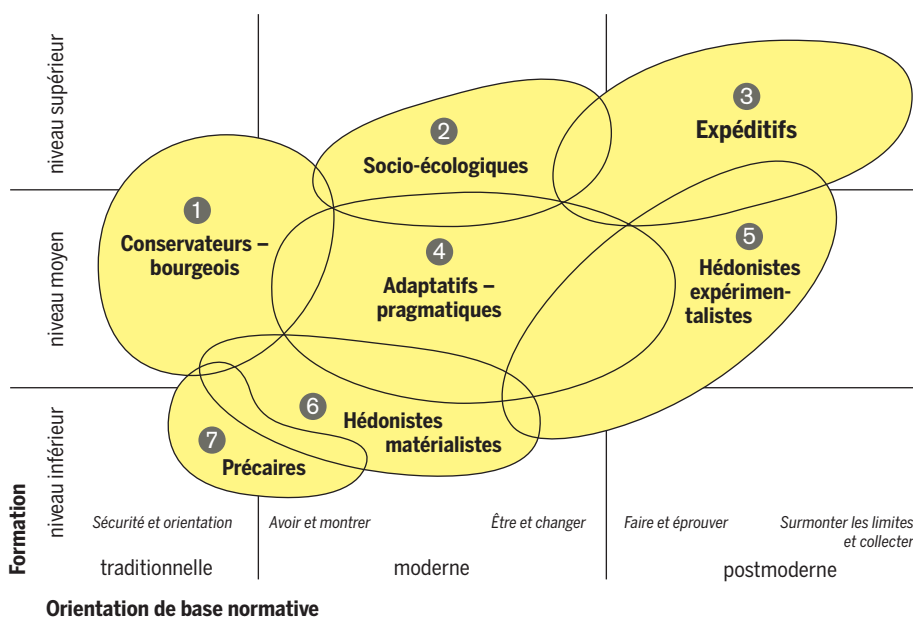 niveau supérieur
niveau moyen
niveau inférieur
Formation
3
Expéditifs
2
Socio-écologiques
1
Conservateurs –
bourgeois
4
Adaptatifs –
pragmatiques
5
Hédonistes
expérimen-
talistes
6
Hédonistes
matérialistes
7
Précaires
Sécurité et orientation
Avoir et montrer
Être et changer
Faire et éprouver
Surmonter les limites
et collecter
traditionnelle
moderne
postmoderne
Orientation de base normative